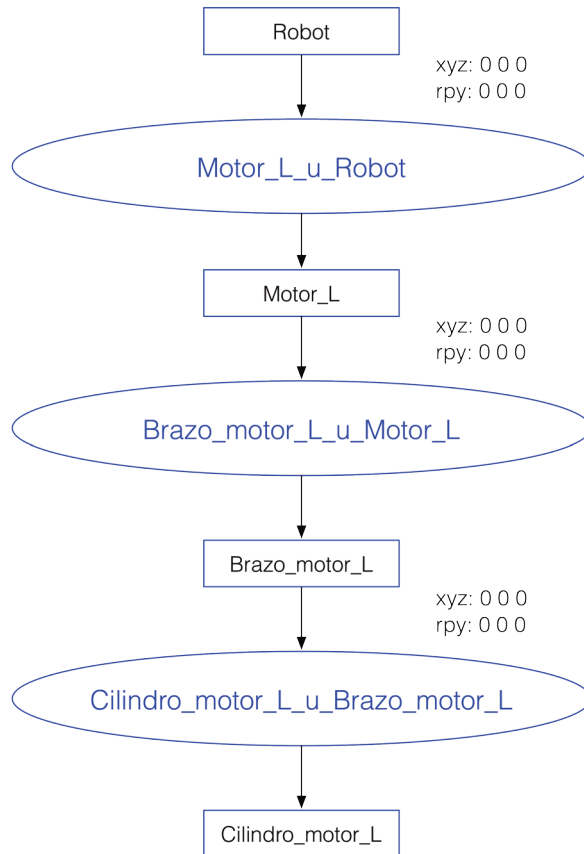 Robot
xyz: 0 0 0
rpy: 0 0 0
Motor_L_u_Robot
Motor_L
xyz: 0 0 0
rpy: 0 0 0
Brazo_motor_L_u_Motor_L
Brazo_motor_L
xyz: 0 0 0
rpy: 0 0 0
Cilindro_motor_L_u_Brazo_motor_L
Cilindro_motor_L